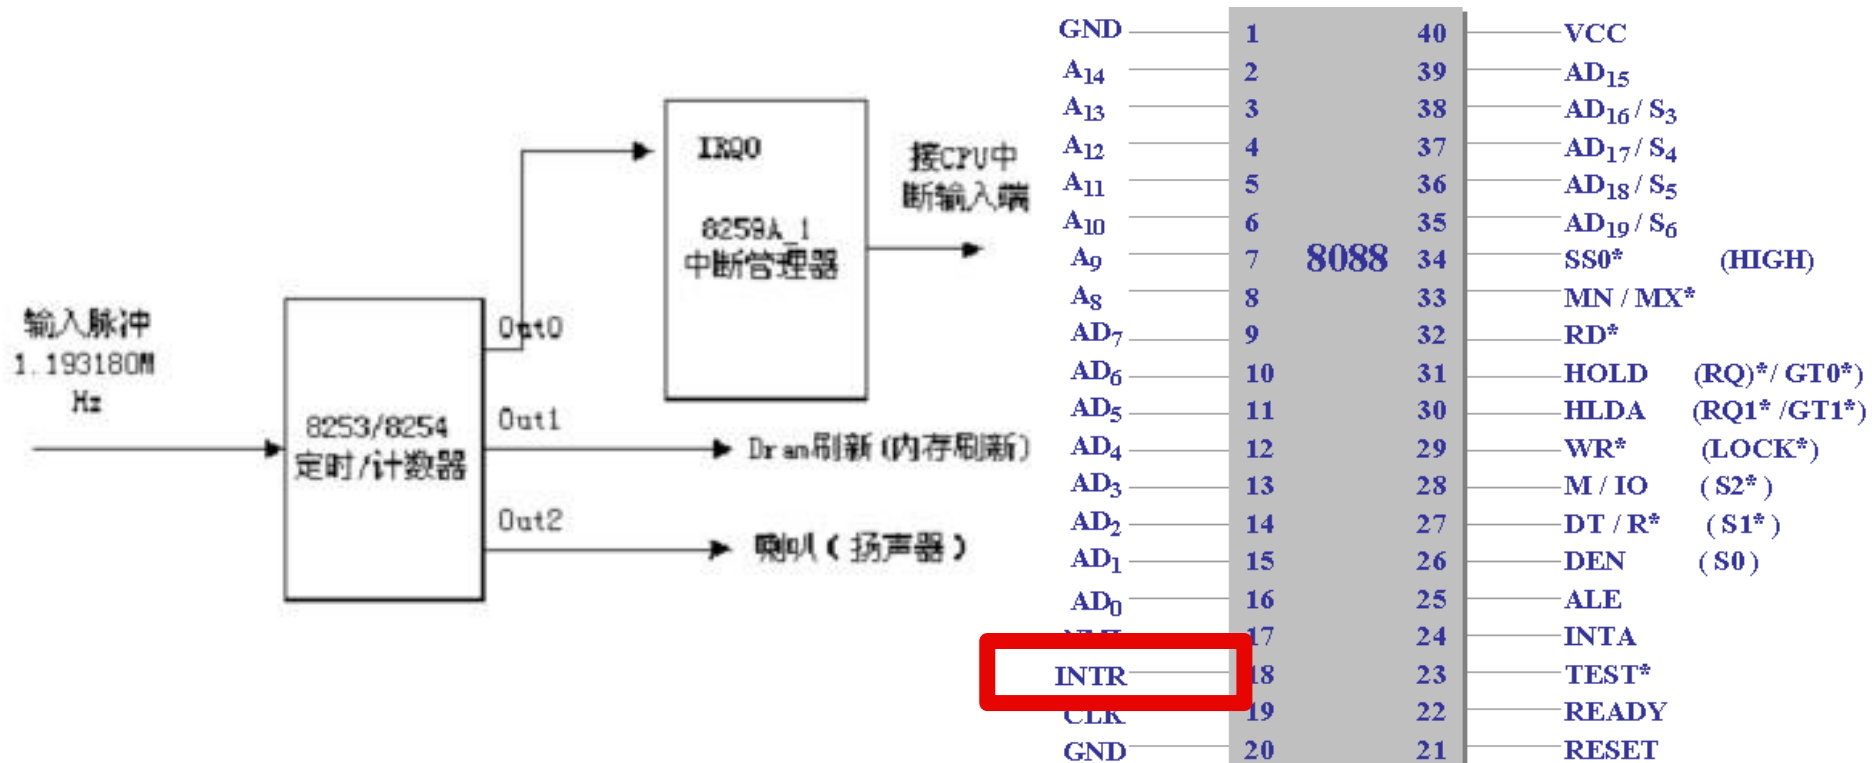 输入脉冲
1.193180M
Hz
8253/8254
定时/计数器
Out0
Out1
Out2
IRQ0
8259A_1
中断管理器
接CPU中
断输入端
Dram刷新(内存刷新)
喇叭(扬声器)
GND 1 40 VCC
A14 2 39 AD15
A13 3 38 AD16 / S3
A12 4 37 AD17 / S4
A11 5 36 AD18 / S5
A10 6 35 AD19 / S6
A9 7 8088 34 SS0* (HIGH)
A8 8 33 MN / MX*
AD7 9 32 RD*
AD6 10 31 HOLD (RQ)*/ GT0*)
AD5 11 30 HLDA (RQ1* /GT1*)
AD4 12 29 WR* (LOCK*)
AD3 13 28 M / IO ( S2* )
AD2 14 27 DT / R* ( S1* )
AD1 15 26 DEN ( S0 )
AD0 16 25 ALE
17 24 INTA
INTR 18 23 TEST*
CLK 19 22 READY
GND 20 21 RESET